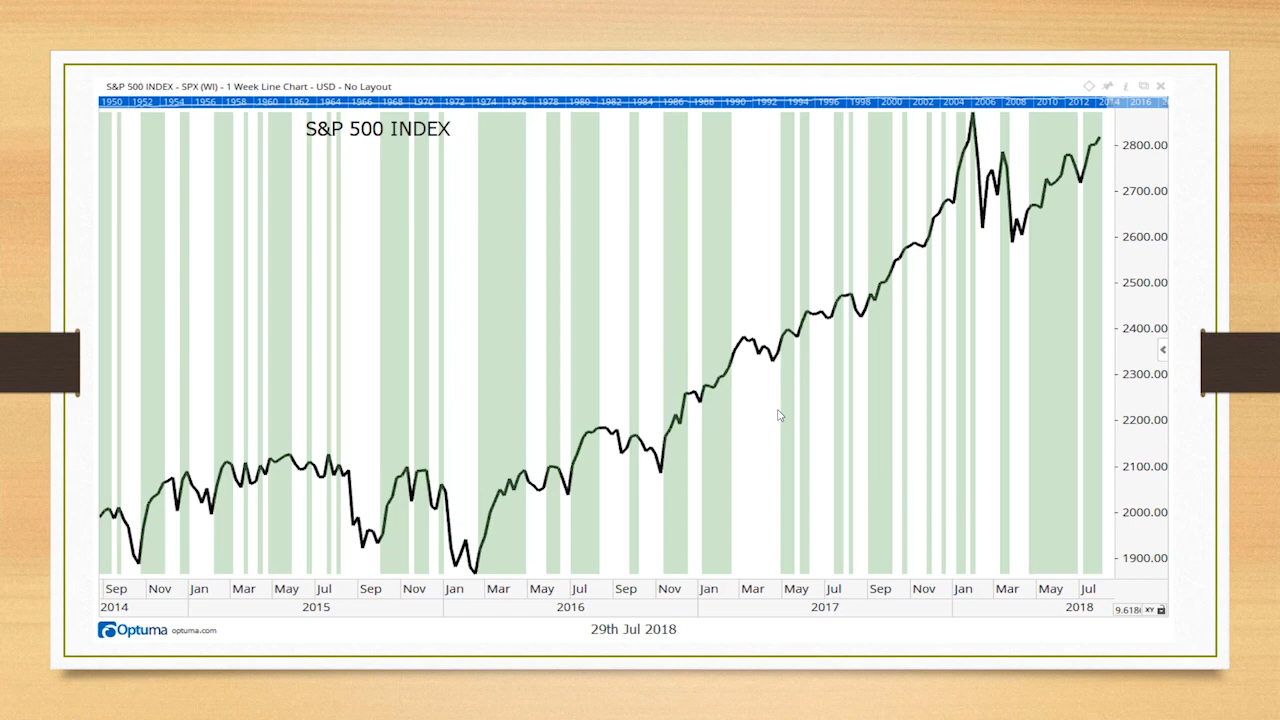 S&P 500 INDEX - SPX (WI) - 1 Week Line Chart - USD - No Layout
1950 1952 1954 1956 1958 1960 1962 1964 1966 1968 1970 1972 1974 1976 1978 1980 1982 1984 1986 1988 1990 1992 1994 1996 1998 2000 2002 2004 2006 2008 2010 2012 2014 2016
S&P 500 INDEX
2800.00
2700.00
2600.00
2500.00
2400.00
2300.00
2200.00
2100.00
2000.00
1900.00
Sep Nov Jan Mar May Jul Sep Nov Jan Mar May Jul Sep Nov Jan Mar May Jul Sep Nov Jan Mar May Jul
2014 2015 2016 2017 2018
XY
Optuma optuma.com
29th Jul 2018